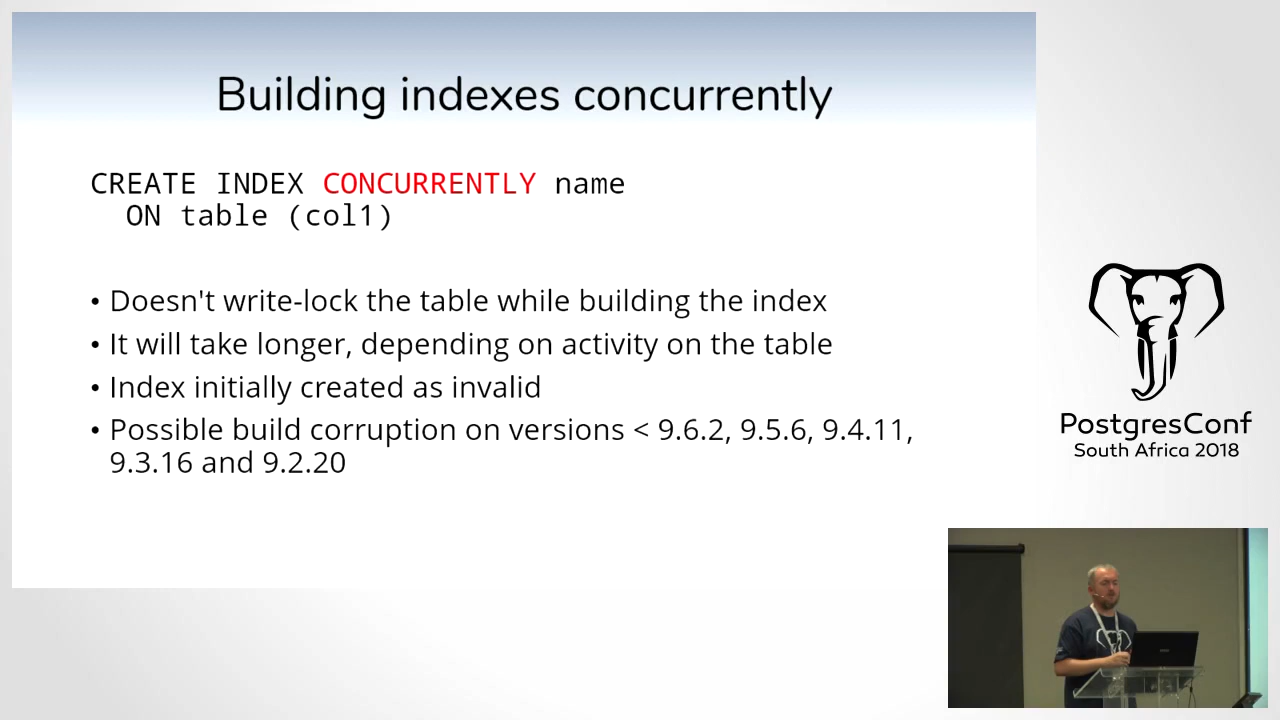 Building indexes concurrently
CREATE INDEX CONCURRENTLY name
ON table (col1)
• Doesn't write-lock the table while building the index
• It will take longer, depending on activity on the table
• Index initially created as invalid
• Possible build corruption on versions < 9.6.2, 9.5.6, 9.4.11,
9.3.16 and 9.2.20
PostgresConf
South Africa 2018